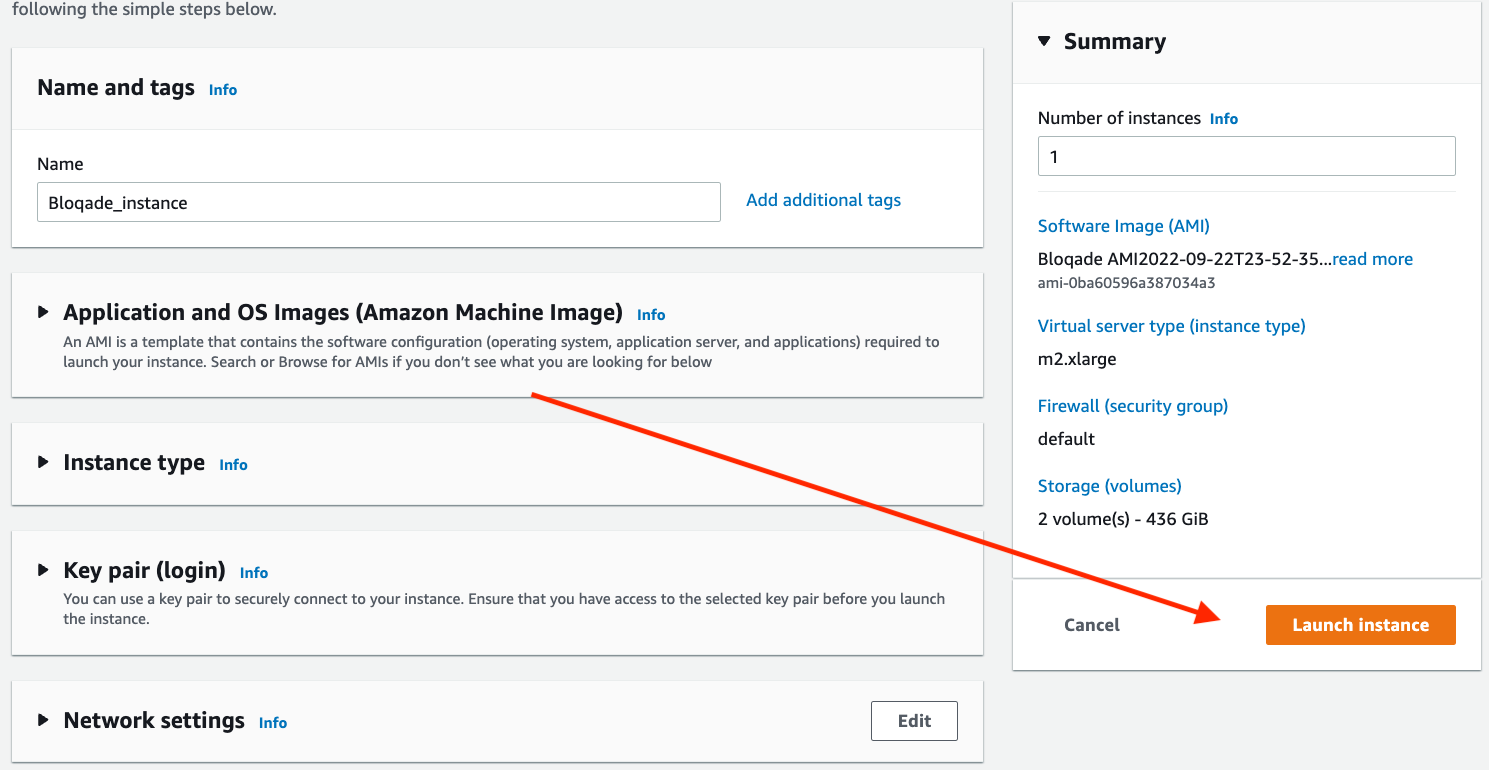 following the simple steps below.
Name and tags Info
Name
Bloqade_instance
Add additional tags
Application and OS Images (Amazon Machine Image) Info
An AMI is a template that contains the software configuration (operating system, application server, and applications) required to
launch your instance. Search or Browse for AMIs if you don’t see what you are looking for below
Instance type Info
Key pair (login) Info
You can use a key pair to securely connect to your instance. Ensure that you have access to the selected key pair before you launch
the instance.
Network settings Info
Edit
Summary
Number of instances Info
1
Software Image (AMI)
Bloqade AMI2022-09-22T23-52-35...read more
ami-0ba60596a387034a3
Virtual server type (instance type)
m2.xlarge
Firewall (security group)
default
Storage (volumes)
2 volume(s) - 436 GiB
Cancel
Launch instance